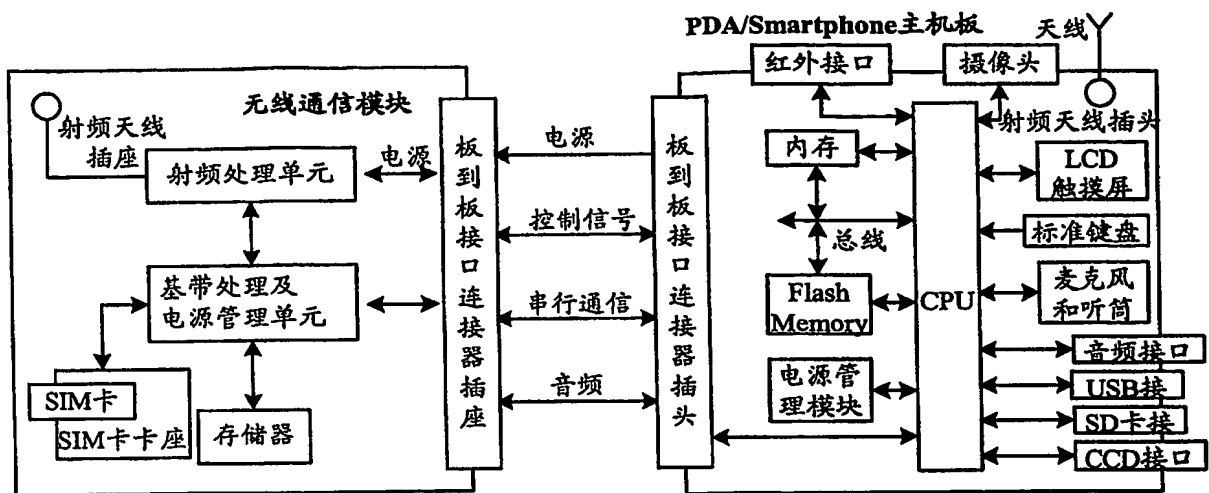 PDA/Smartphone主机板
天线
无线通信模块
射频天线
插座
射频处理单元
电源
基带处理及
电源管理单元
SIM卡
SIM卡卡座
存储器
板到板接口连接器插座
电源
控制信号
串行通信
音频
板到板接口连接器插头
红外接口
摄像头
射频天线插头
内存
总线
Flash
Memory
电源管
理模块
CPU
LCD
触摸屏
标准键盘
麦克风
和听筒
音频接口
USB接
SD卡接
CCD接口